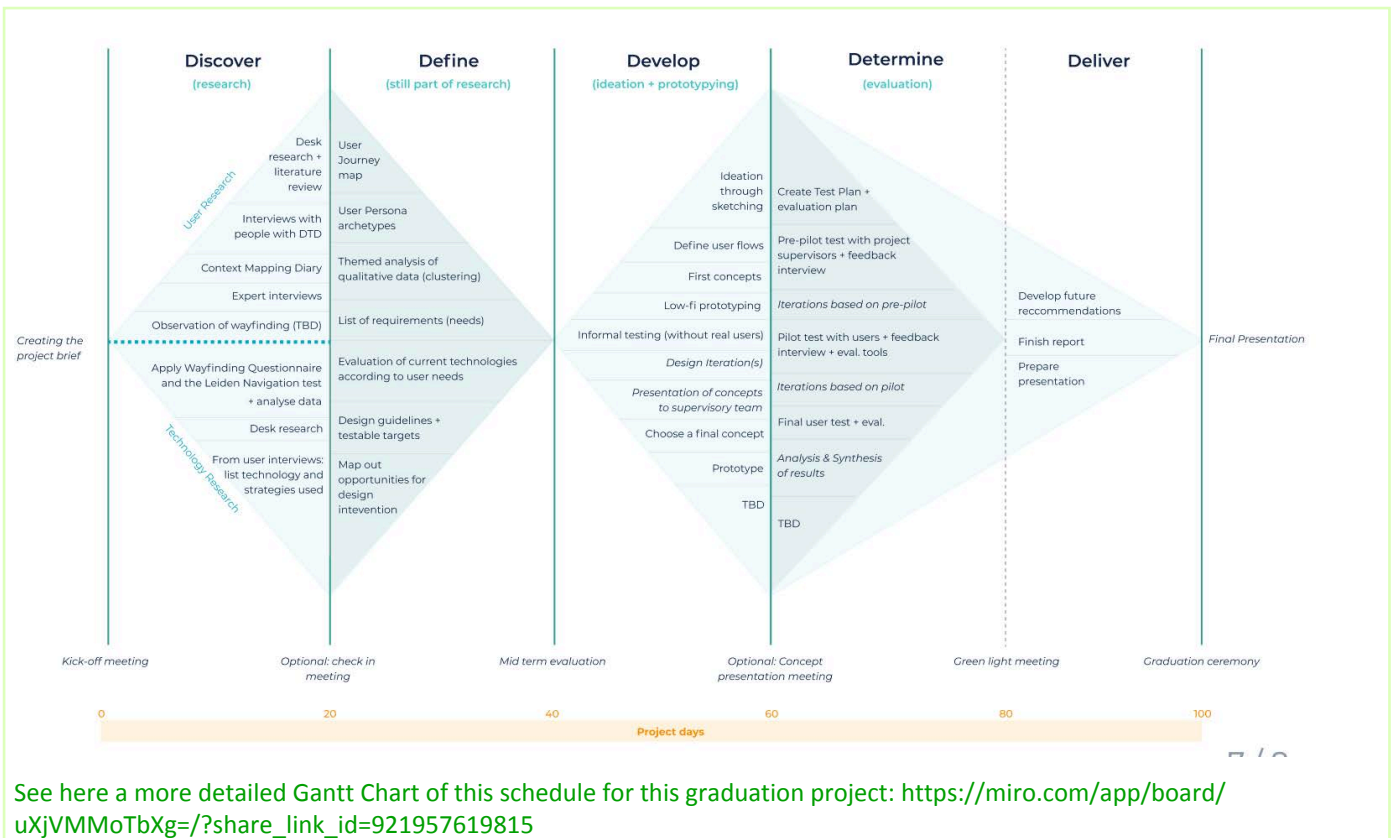 Discover
(research)
Define
(still part of research)
Develop
(ideation + prototypying)
Determine
(evaluation)
Deliver
User Research
Desk
research +
literature
review
Interviews with
people with DTD
Context Mapping Diary
Expert interviews
Observation of wayfinding (TBD)
Creating the
project brief
Apply Wayfinding Questionnaire
and the Leiden Navigation test
+ analyse data
Desk research
From user interviews:
list technology and
strategies used
Technology Research
User
Journey
map
User Persona
archetypes
Themed analysis of
qualitative data (clustering)
List of requirements (needs)
Evaluation of current technologies
according to user needs
Design guidelines +
testable targets
Map out
opportunities for
design
intevention
Ideation
through
sketching
Define user flows
First concepts
Low-fi prototyping
Informal testing (without real users)
Design Iteration(s)
Presentation of concepts
to supervisory team
Choose a final concept
Prototype
TBD
Create Test Plan +
evaluation plan
Pre-pilot test with project
supervisors + feedback
interview
Iterations based on pre-pilot
Pilot test with users + feedback
interview + eval. tools
Iterations based on pilot
Final user test + eval.
Analysis & Synthesis
of results
TBD
Develop future
reccommendations
Finish report
Prepare
presentation
Final Presentation
Kick-off meeting
Optional: check in
meeting
Mid term evaluation
Optional: Concept
presentation meeting
Green light meeting
Graduation ceremony
0 20 40 60 80 100
Project days
See here a more detailed Gantt Chart of this schedule for this graduation project: https://miro.com/app/board/
uXjVMMoTbXg=/?share_link_id=921957619815